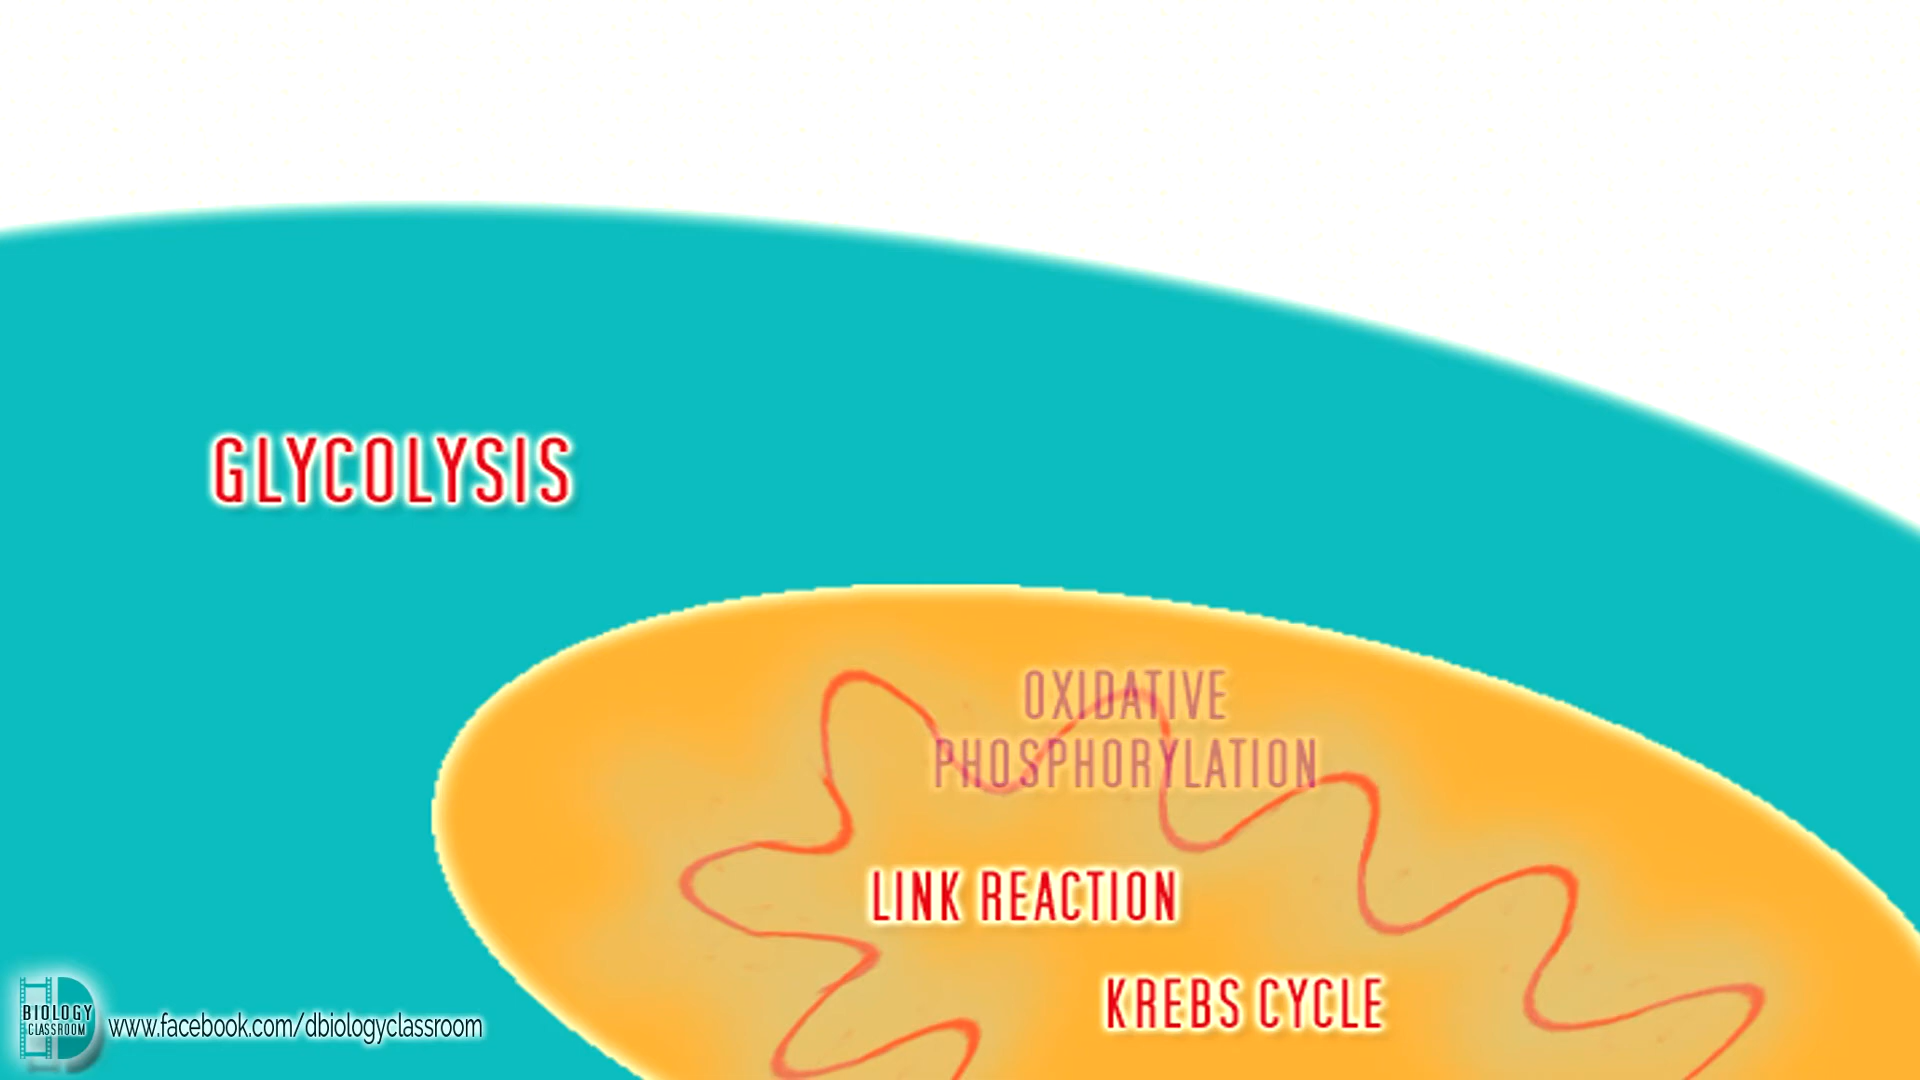 GLYCOLYSIS
OXIDATIVE
PHOSPHORYLATION
LINK REACTION
KREBS CYCLE
BIOLOGY
CLASSROOM
www.facebook.com/dbiologyclassroom